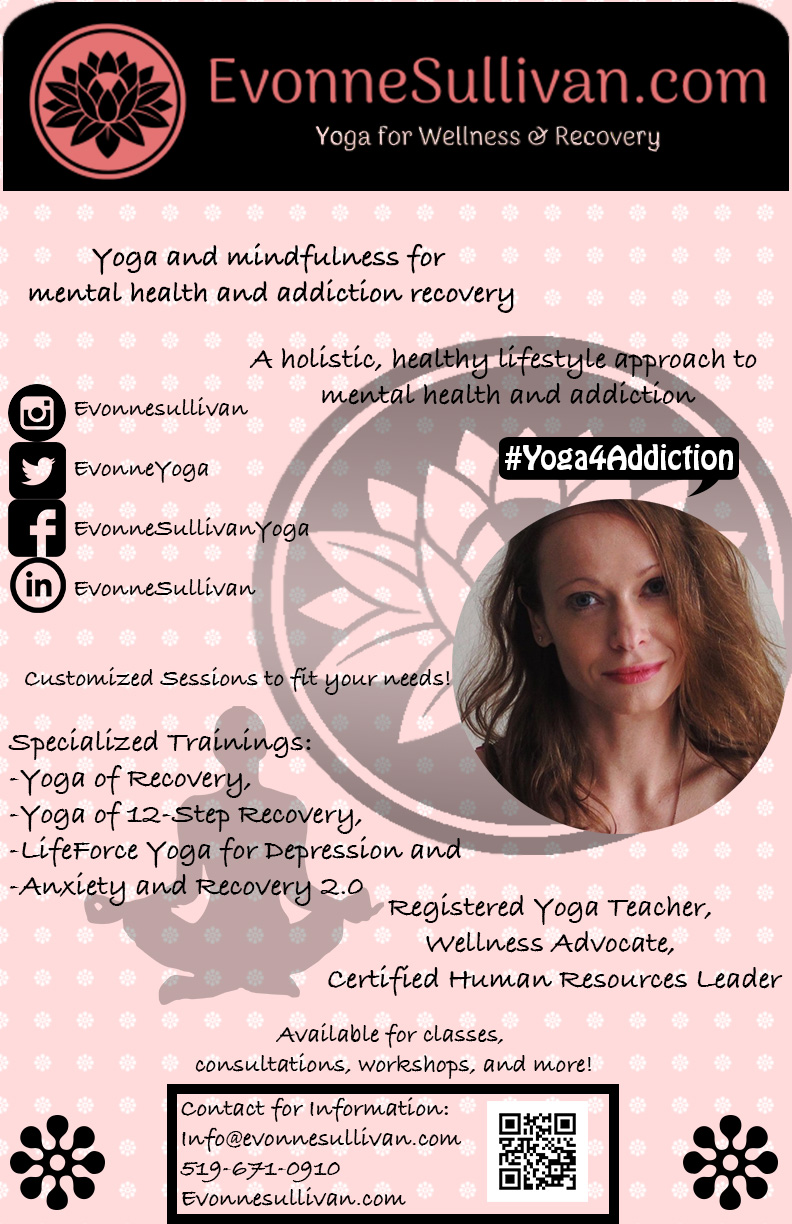 EvonneSullivan.com
Yoga for Wellness & Recovery
Yoga and mindfulness for
mental health and addiction recovery
A holistic, healthy lifestyle approach to
mental health and addiction
Evonnesullivan
EvonneYoga
EvonneSullivanYoga
in
EvonneSullivan
#Yoga4Addiction
Customized Sessions to fit your needs!
Specialized Trainings:
-Yoga of Recovery,
-Yoga of 12-Step Recovery,
-LifeForce Yoga for Depression and
-Anxiety and Recovery 2.0
Registered Yoga Teacher,
Wellness Advocate,
Certified Human Resources Leader
Available for classes,
consultations, workshops, and more!
Contact for Information:
Info@evonnesullivan.com
519-671-0910
Evonnesullivan.com